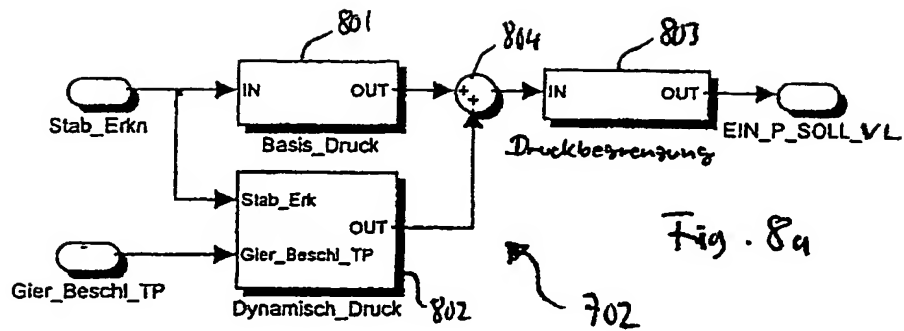 801
804
803
IN
OUT
+
+
IN
OUT
Stab_Erkn
Basis_Druck
Druckbegrenzung
EIN_P_SOLL_VL
Stab_Erk
OUT
Gier_Beschl_TP
Fig. 8a
Gier_Beschl_TP
Dynamisch_Druck
802
702